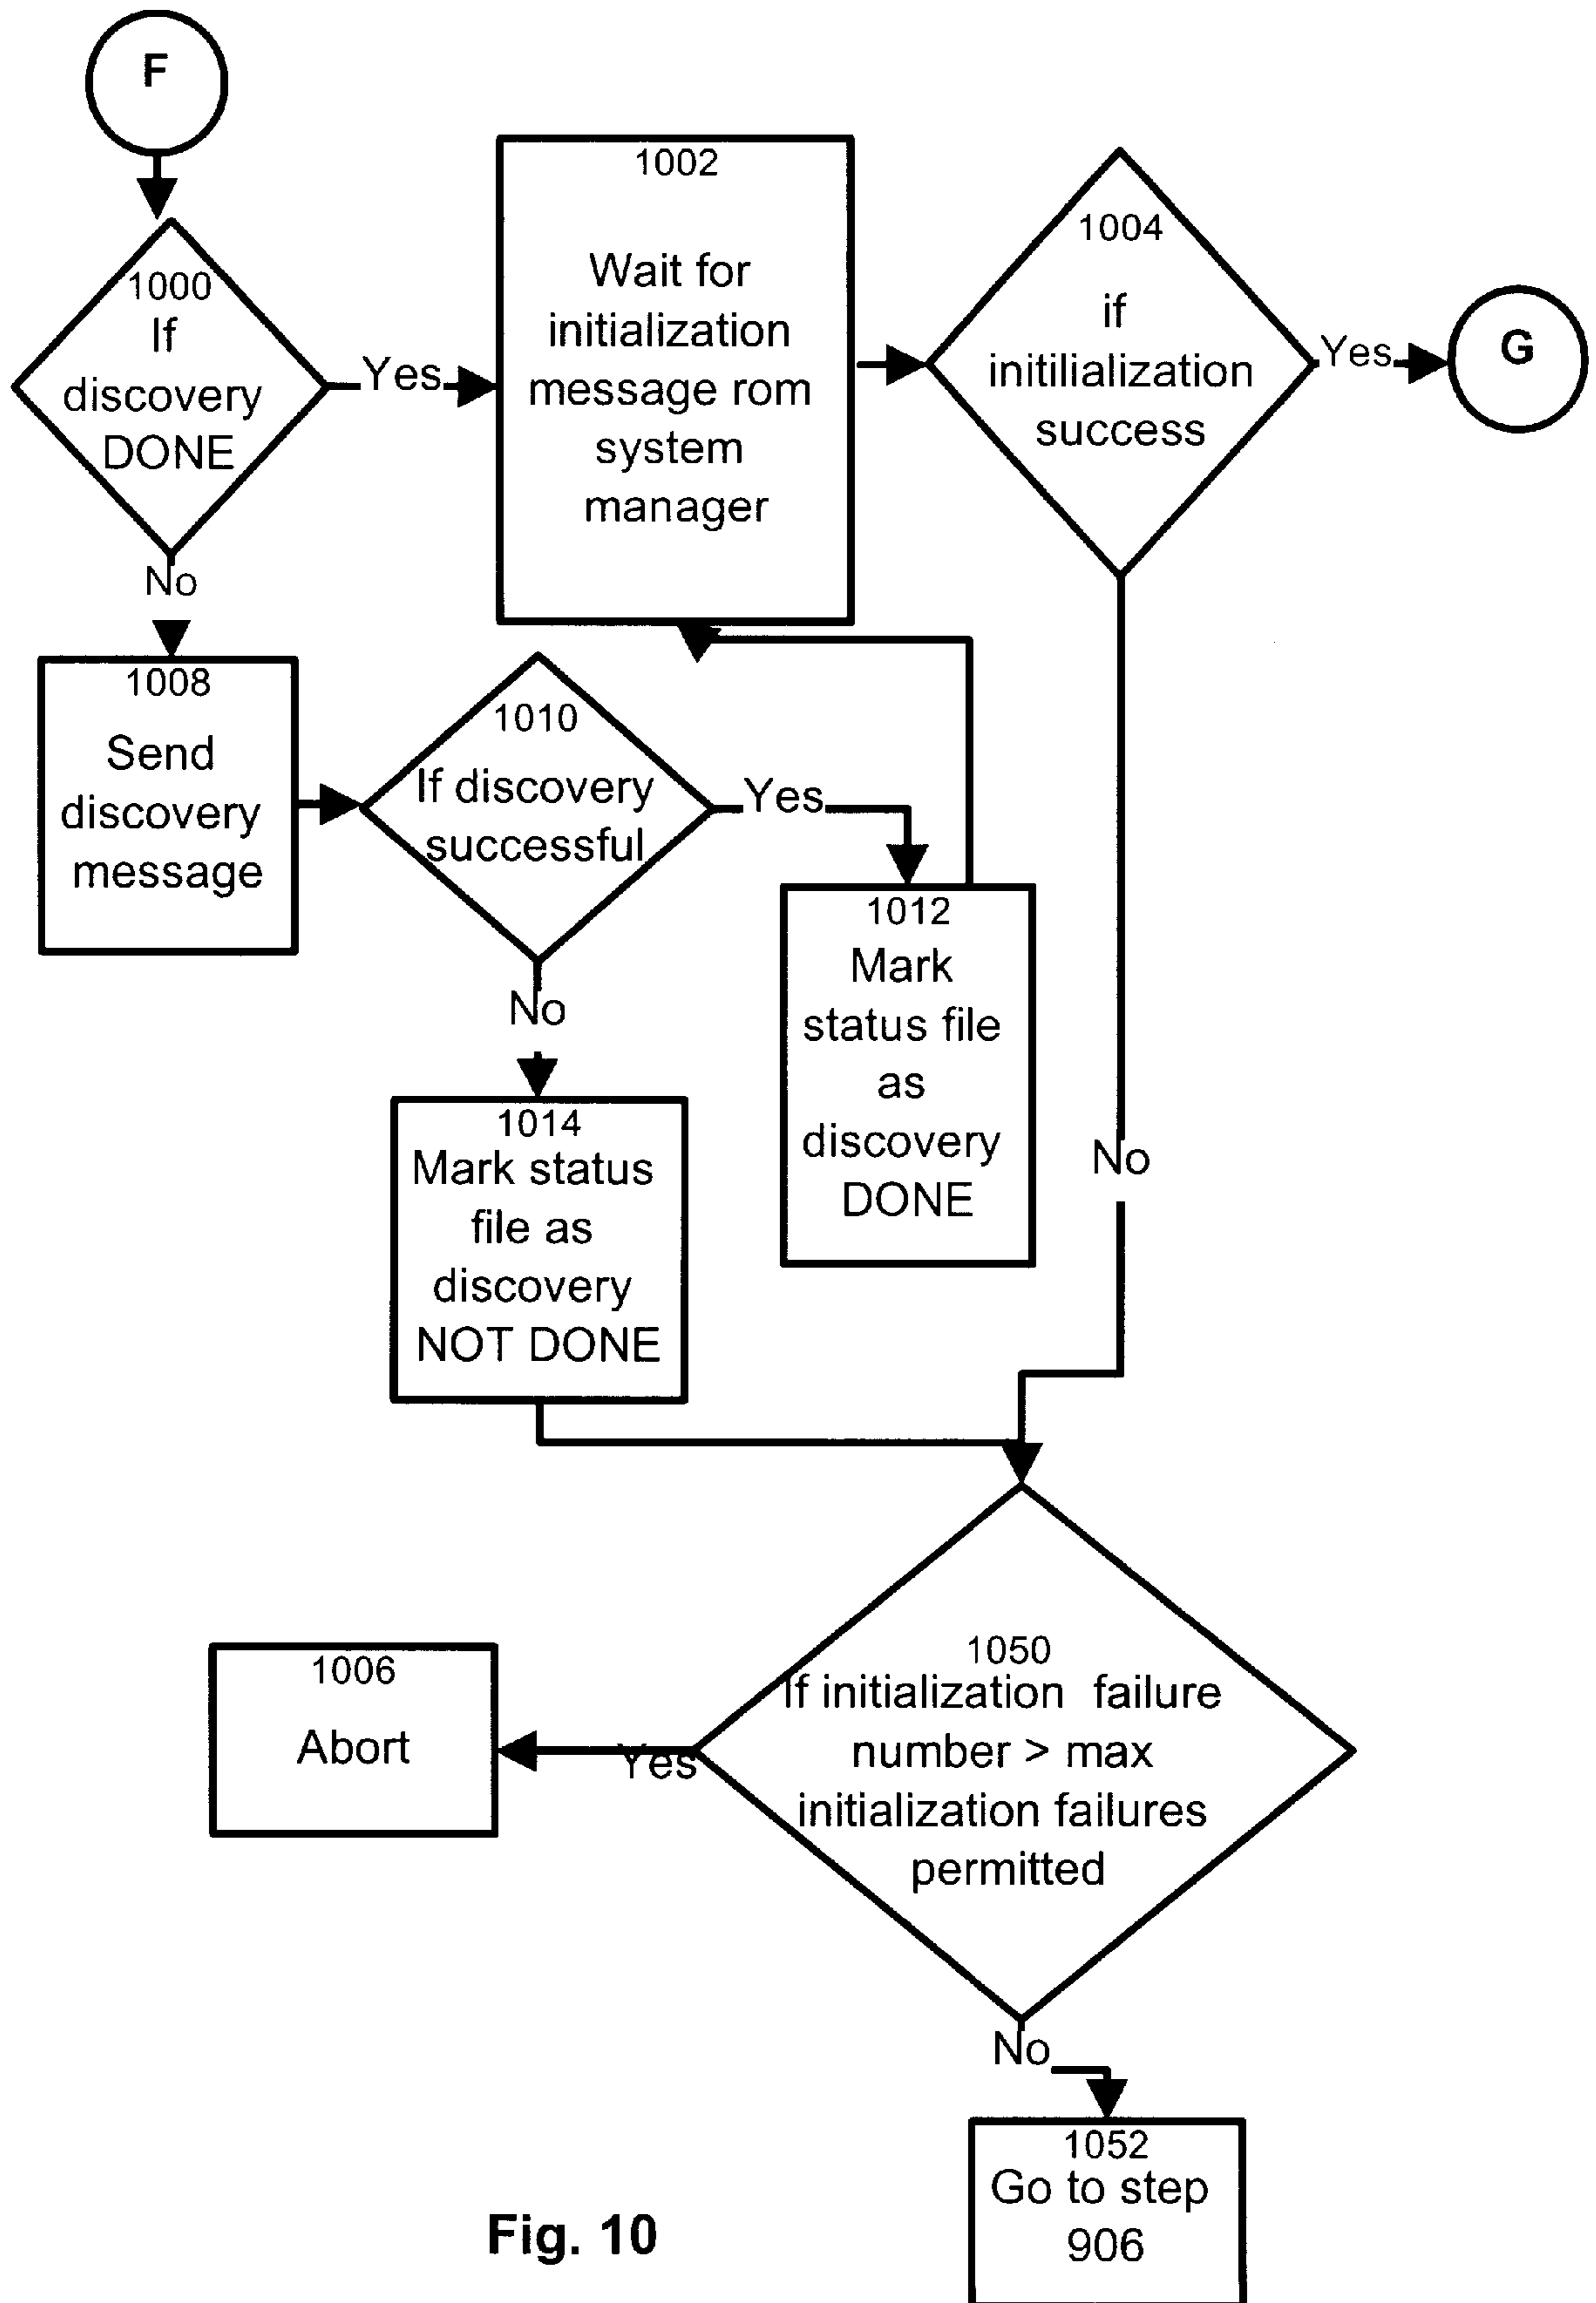 F
1000
If
discovery
DONE
Yes
No
1002
Wait for
initialization
message rom
system
manager
1004
if
initilialization
success
Yes
G
No
1008
Send
discovery
message
1010
If discovery
successful
Yes
No
1012
Mark
status file
as
discovery
DONE
1014
Mark status
file as
discovery
NOT DONE
1050
If initialization failure
number > max
initialization failures
permitted
Yes
1006
Abort
No
1052
Go to step
906
Fig. 10